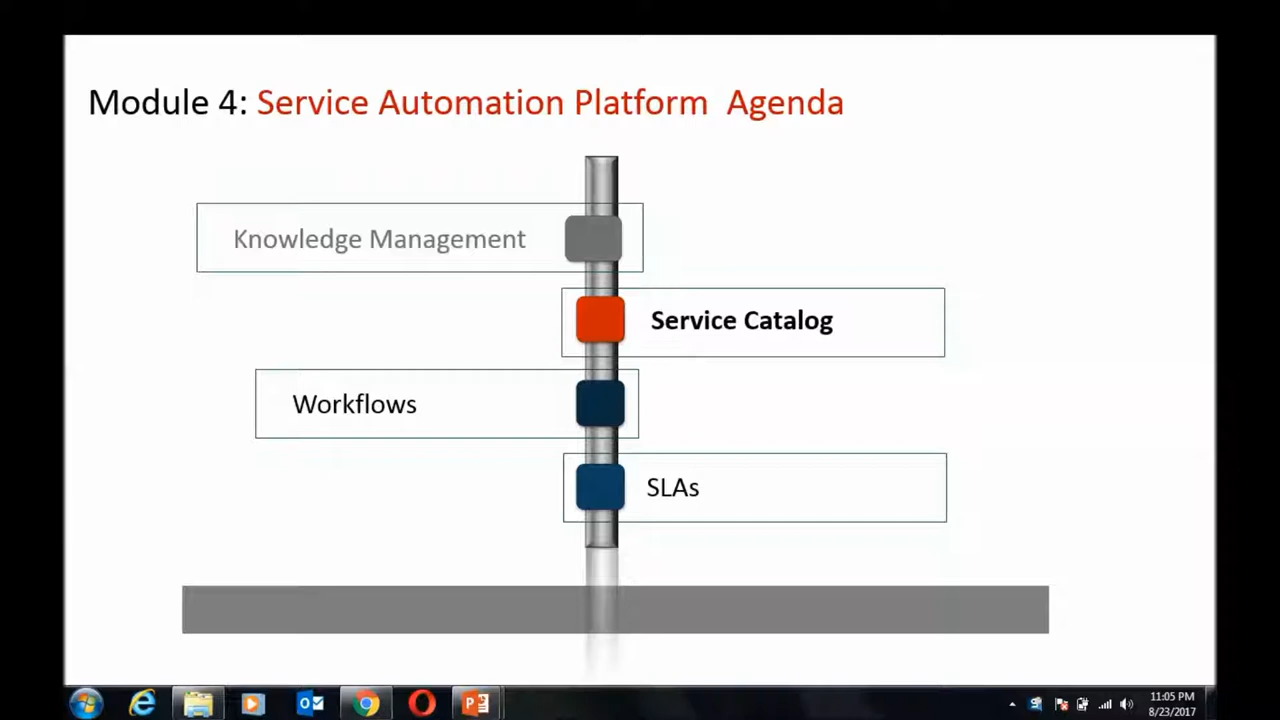 Module 4: Service Automation Platform  Agenda
Knowledge Management
Service Catalog
Workflows
SLAs
11:05 PM
8/23/2017